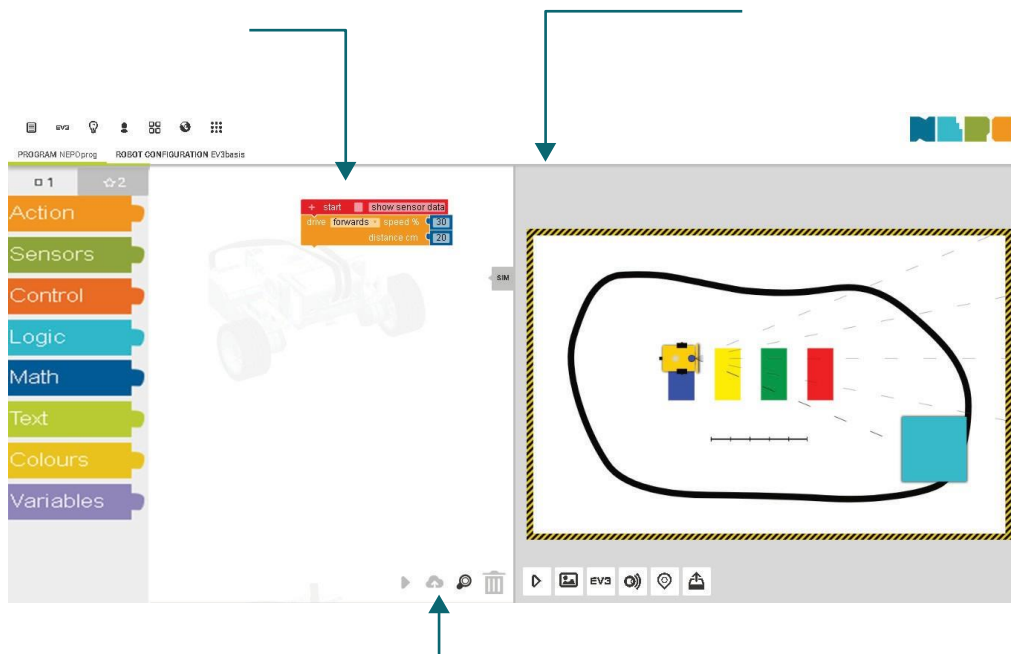 EV3
NEPO
PROGRAM NEPOprog ROBOT CONFIGURATION EV3basis
1 2
Action
Sensors
Control
Logic
Math
Text
Colours
Variables
+ start show sensor data
drive forwards speed % 30
distance cm 20
SIM
EV3